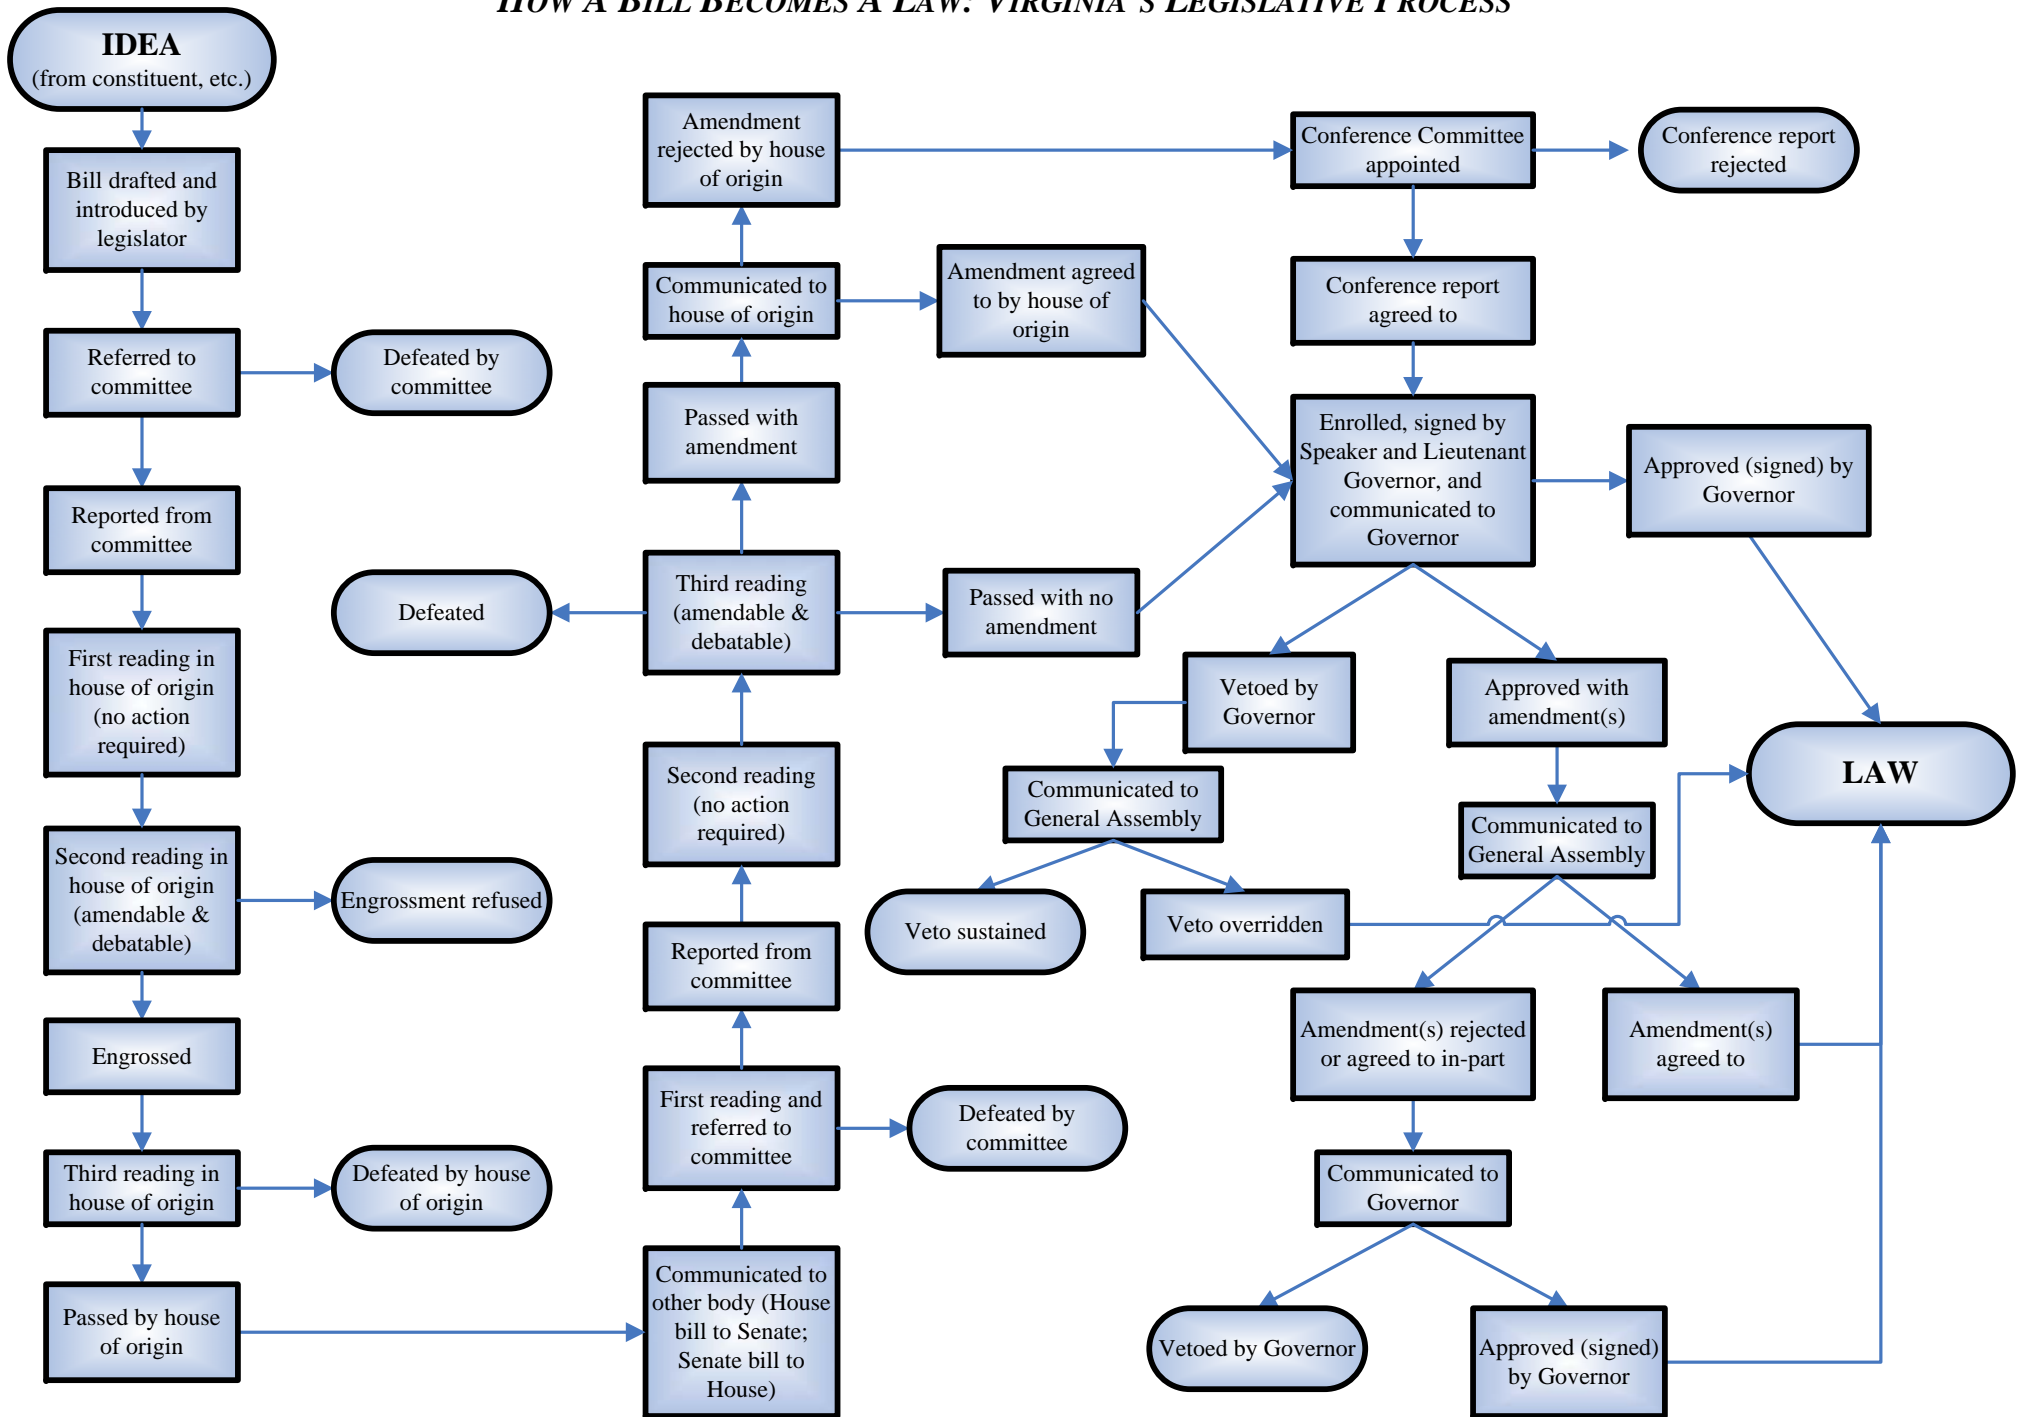 HOW A BILL BECOMES A LAW: VIRGINIA'S LEGISLATIVE PROCESS
IDEA
(from constituent, etc.)
Bill drafted and
introduced by
legislator
Referred to
committee
Defeated by
committee
Reported from
committee
First reading in
house of origin
(no action
required)
Second reading in
house of origin
(amendable &
debatable)
Engrossment refused
Engrossed
Third reading in
house of origin
Defeated by house
of origin
Passed by house
of origin
Communicated to
other body (House
bill to Senate;
Senate bill to
House)
First reading and
referred to
committee
Defeated by
committee
Reported from
committee
Second reading
(no action
required)
Third reading
(amendable &
debatable)
Defeated
Passed with no
amendment
Passed with
amendment
Communicated to
house of origin
Amendment agreed
to by house of
origin
Amendment
rejected by house
of origin
Conference Committee
appointed
Conference report
rejected
Conference report
agreed to
Enrolled, signed by
Speaker and Lieutenant
Governor, and
communicated to
Governor
Approved (signed) by
Governor
Vetoed by
Governor
Approved with
amendment(s)
LAW
Communicated to
General Assembly
Communicated to
General Assembly
Veto sustained
Veto overridden
Amendment(s) rejected
or agreed to in-part
Amendment(s)
agreed to
Communicated to
Governor
Vetoed by Governor
Approved (signed)
by Governor